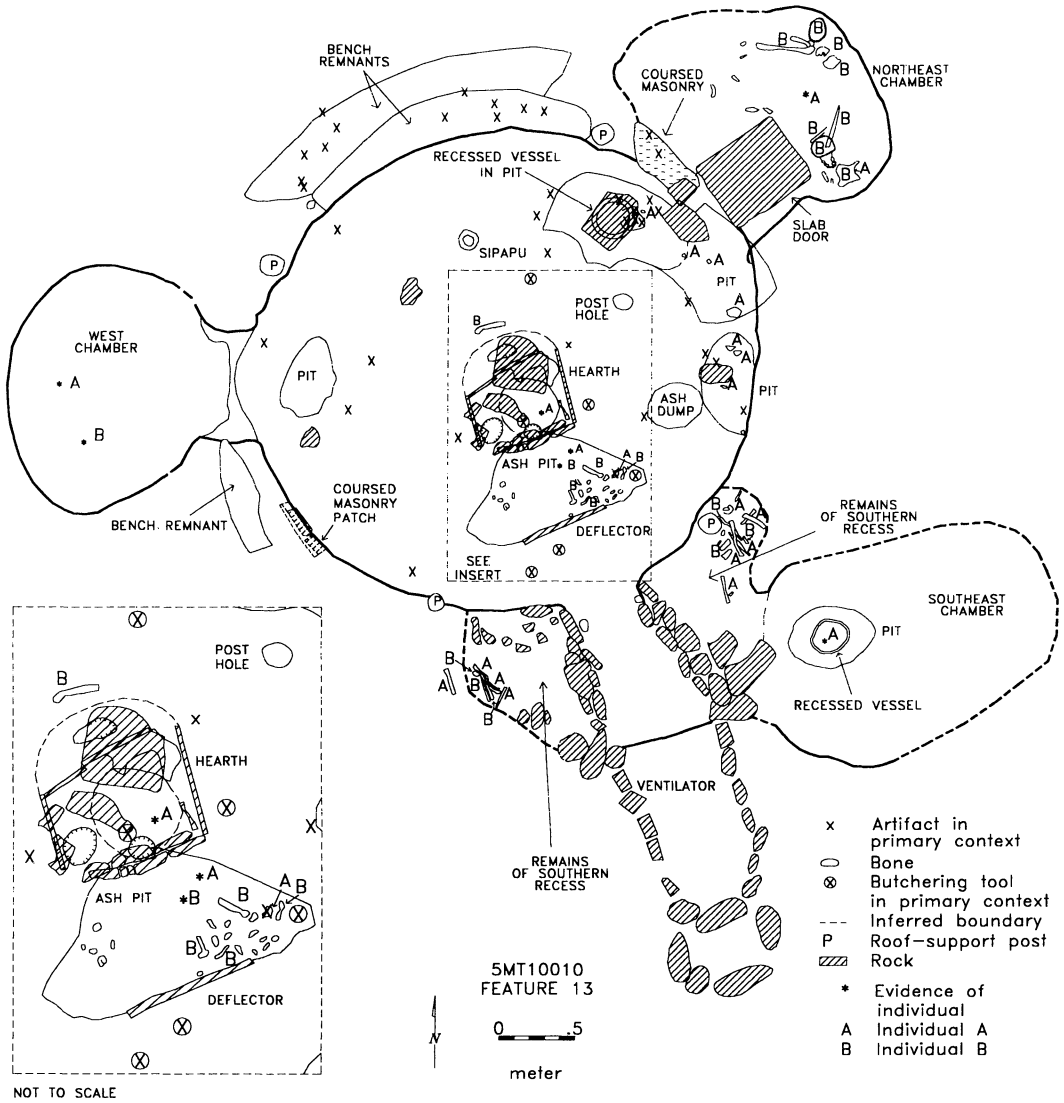 BENCH
REMNANTS
COURSED
MASONRY
B
B
B
B
NORTHEAST
CHAMBER
* A
B
B
B
B
A
P
RECESSED VESSEL
IN PIT
SLAB
DOOR
A
A
A
PIT
A
SIPAPU
P
POST
HOLE
B
WEST
CHAMBER
* A
* B
PIT
HEARTH
* A
ASH
DUMP
A
A
A
PIT
ASH PIT
* A
* B
B
A B
B
B
DEFLECTOR
SEE
INSERT
BENCH REMNANT
COURSED
MASONRY
PATCH
P
B
A
A
B
B
A
A
A
REMAINS
OF SOUTHERN
RECESS
P
SOUTHEAST
CHAMBER
* A
PIT
RECESSED VESSEL
B
A
A
B
A
A
B
VENTILATOR
REMAINS
OF SOUTHERN
RECESS
POST
HOLE
B
HEARTH
* A
ASH PIT
* A
* B
B
A B
B
B
DEFLECTOR
NOT TO SCALE
5MT10010
FEATURE 13
N
0 .5
meter
x Artifact in
primary context
Bone
ⓧ Butchering tool
in primary context
Inferred boundary
P Roof-support post
Rock
* Evidence of
individual
A Individual A
B Individual B